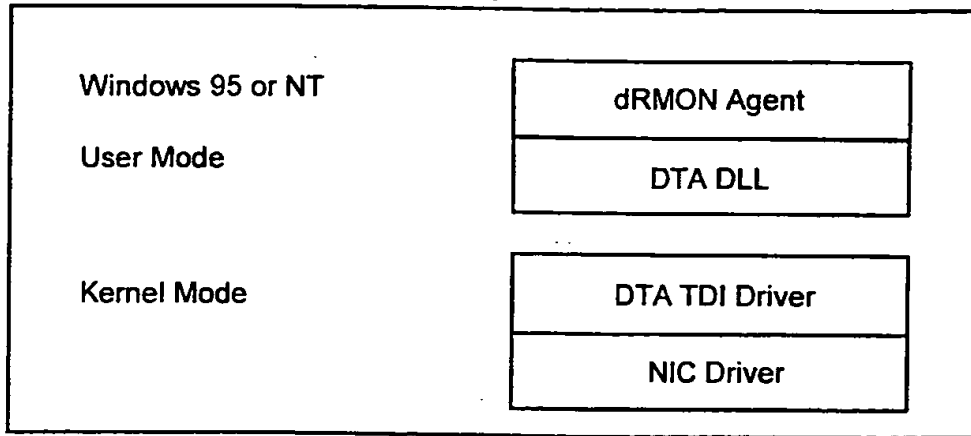 Windows 95 or NT
dRMON Agent
User Mode
DTA DLL
Kernel Mode
DTA TDI Driver
NIC Driver